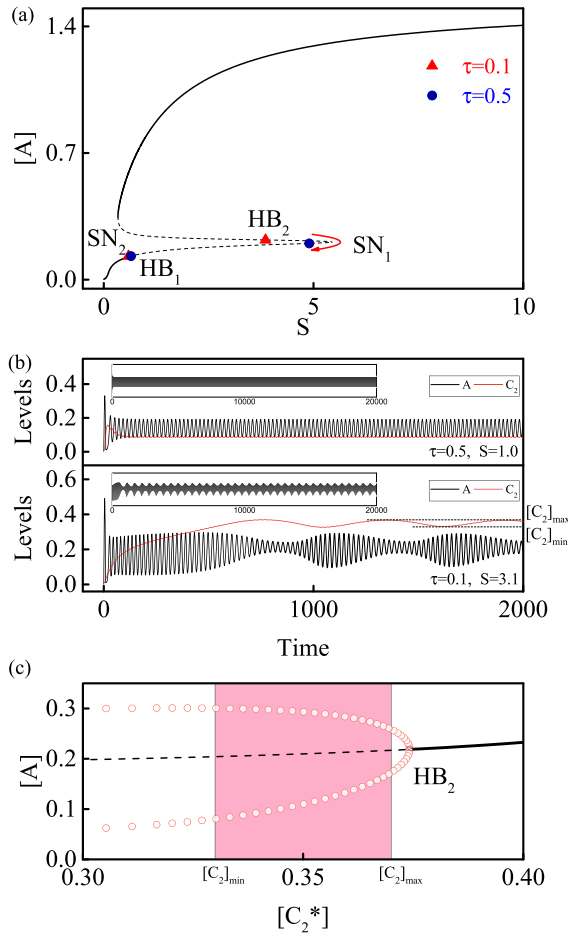 (a)
1.4
0.7
0.0
[A]
τ=0.1
τ=0.5
HB2
SN1
SN2
HB1
0 5 10
S
(b)
0.4
0.2
0.0
Levels
0 10000 20000
A C2
τ=0.5, S=1.0
0.6
0.4
0.2
0.0
Levels
0 10000 20000
A C2
[C2]max
[C2]min
τ=0.1, S=3.1
0 1000 2000
Time
(c)
0.3
0.2
0.1
0.0
[A]
HB2
0.30 [C2]min 0.35 [C2]max 0.40
[C2*]